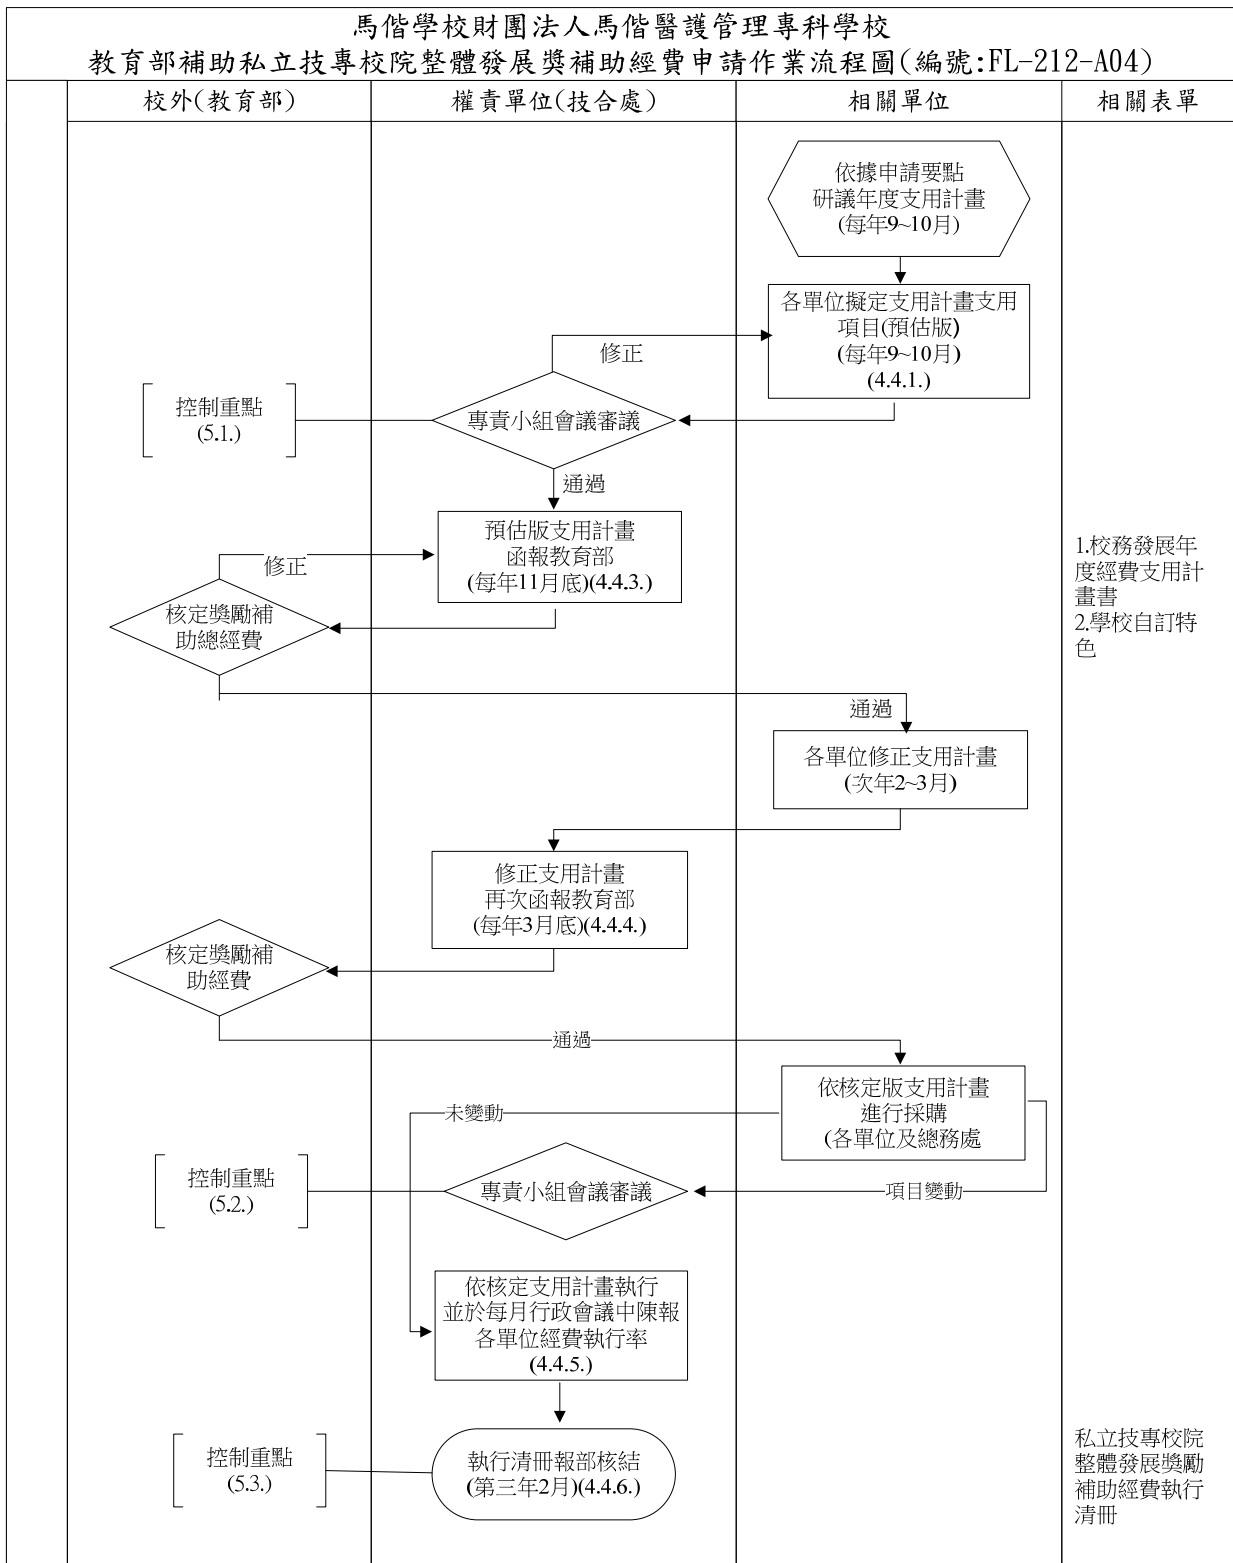 馬偕學校財團法人馬偕醫護管理專科學校
教育部補助私立技專校院整體發展獎補助經費申請作業流程圖(編號:FL-212-A04)
校外(教育部)
權責單位(技合處)
相關單位
相關表單
依據申請要點
研議年度支用計畫
(每年9~10月)
各單位擬定支用計畫支用
項目(預估版)
(每年9~10月)
(4.4.1.)
修正
專責小組會議審議
控制重點
(5.1.)
通過
預估版支用計畫
函報教育部
(每年11月底)(4.4.3.)
修正
核定獎勵補
助總經費
1.校務發展年
度經費支用計
畫書
2.學校自訂特
色
通過
各單位修正支用計畫
(次年2~3月)
修正支用計畫
再次函報教育部
(每年3月底)(4.4.4.)
核定獎勵補
助經費
通過
依核定版支用計畫
進行採購
(各單位及總務處
未變動
項目變動
專責小組會議審議
控制重點
(5.2.)
依核定支用計畫執行
並於每月行政會議中陳報
各單位經費執行率
(4.4.5.)
執行清冊報部核結
(第三年2月)(4.4.6.)
控制重點
(5.3.)
私立技專校院
整體發展獎勵
補助經費執行
清冊